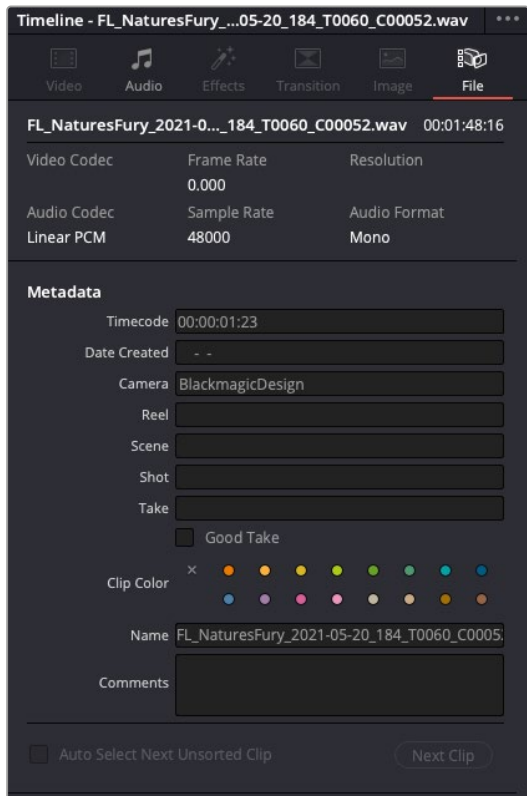 Timeline - FL_NaturesFury_...05-20_184_T0060_C00052.wav
Video Audio Effects Transition Image File
FL_NaturesFury_2021-0..._184_T0060_C00052.wav 00:01:48:16
Video Codec Frame Rate Resolution
0.000
Audio Codec Sample Rate Audio Format
Linear PCM 48000 Mono
Metadata
Timecode 00:00:01:23
Date Created - -
Camera BlackmagicDesign
Reel
Scene
Shot
Take
Good Take
Clip Color
Name FL_NaturesFury_2021-05-20_184_T0060_C0005.
Comments
Auto Select Next Unsorted Clip Next Clip